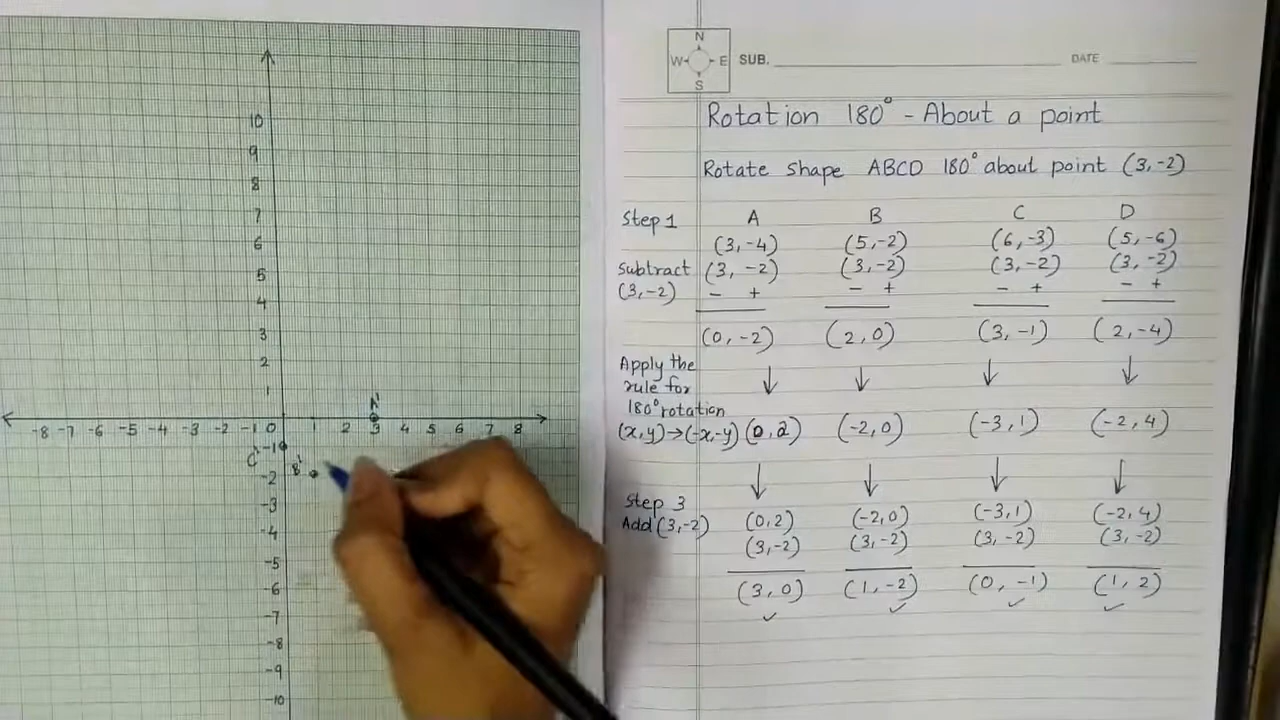 10
9
8
7
6
5
4
3
2
1
A'
-8 -7 -6 -5 -4 -3 -2 -1 0 1 2 3 4 5 6 7 8
C' -1
-2 B'
-3
-4
-5
-6
-7
-8
-9
-10
N
W E SUB. DATE
S
Rotation 180° - About a point
Rotate shape ABCD 180° about point (3,-2)
Step 1 A B C D
(3,-4) (5,-2) (6,-3) (5,-6)
Subtract (3,-2) (3,-2) (3,-2) (3,-2)
(3,-2) - + - + - + - +
(0,-2) (2,0) (3,-1) (2,-4)
Apply the
rule for
180° rotation
(x,y)→(-x,-y) (0,2) (-2,0) (-3,1) (-2,4)
Step 3
Add (3,-2) (0,2) (-2,0) (-3,1) (-2,4)
(3,-2) (3,-2) (3,-2) (3,-2)
(3,0) (1,-2) (0,-1) (1,2)